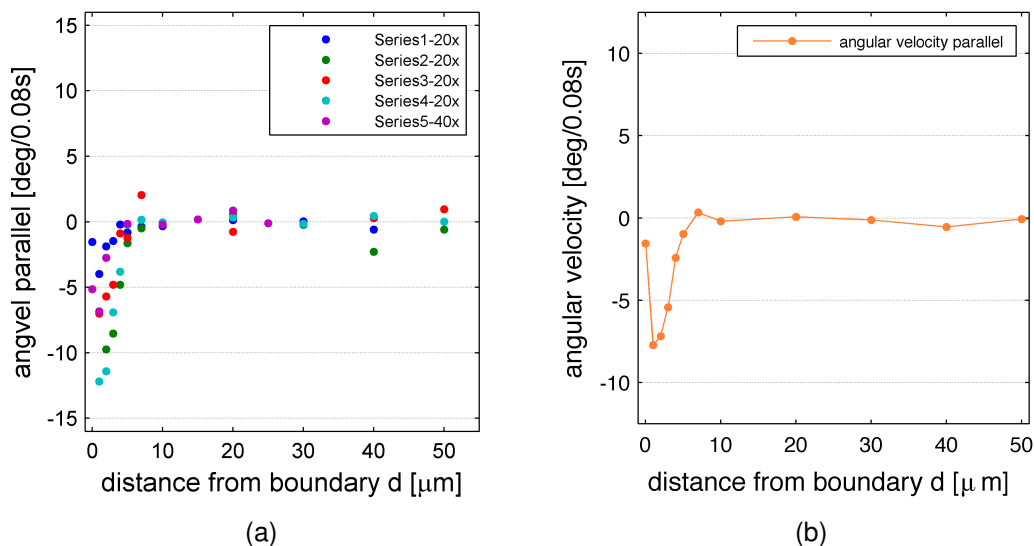 15
10
5
0
-5
-10
-15
angvel parallel [deg/0.08s]
Series1-20x
Series2-20x
Series3-20x
Series4-20x
Series5-40x
0 10 20 30 40 50
distance from boundary d [μm]
(a)
10
5
0
-5
-10
angular velocity [deg/0.08s]
angular velocity parallel
0 10 20 30 40 50
distance from boundary d [μ m]
(b)